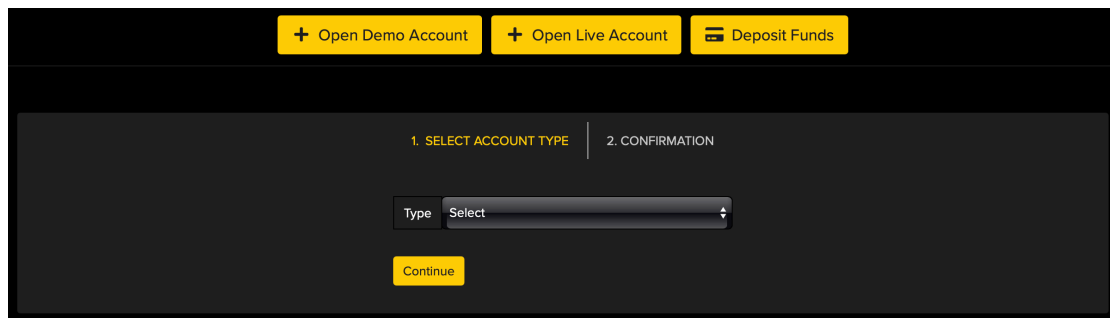 + Open Demo Account + Open Live Account Deposit Funds
1. SELECT ACCOUNT TYPE 2. CONFIRMATION
Type Select
Continue